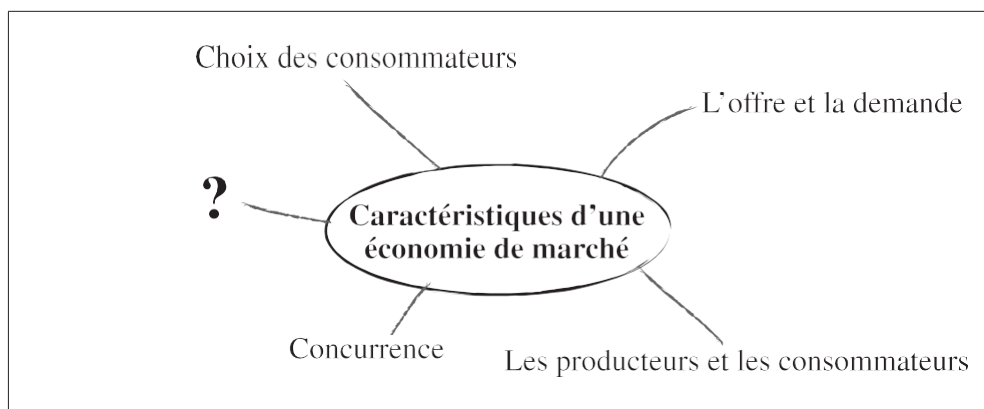 Choix des consommateurs
L'offre et la demande
?
Caractéristiques d'une
économie de marché
Concurrence
Les producteurs et les consommateurs